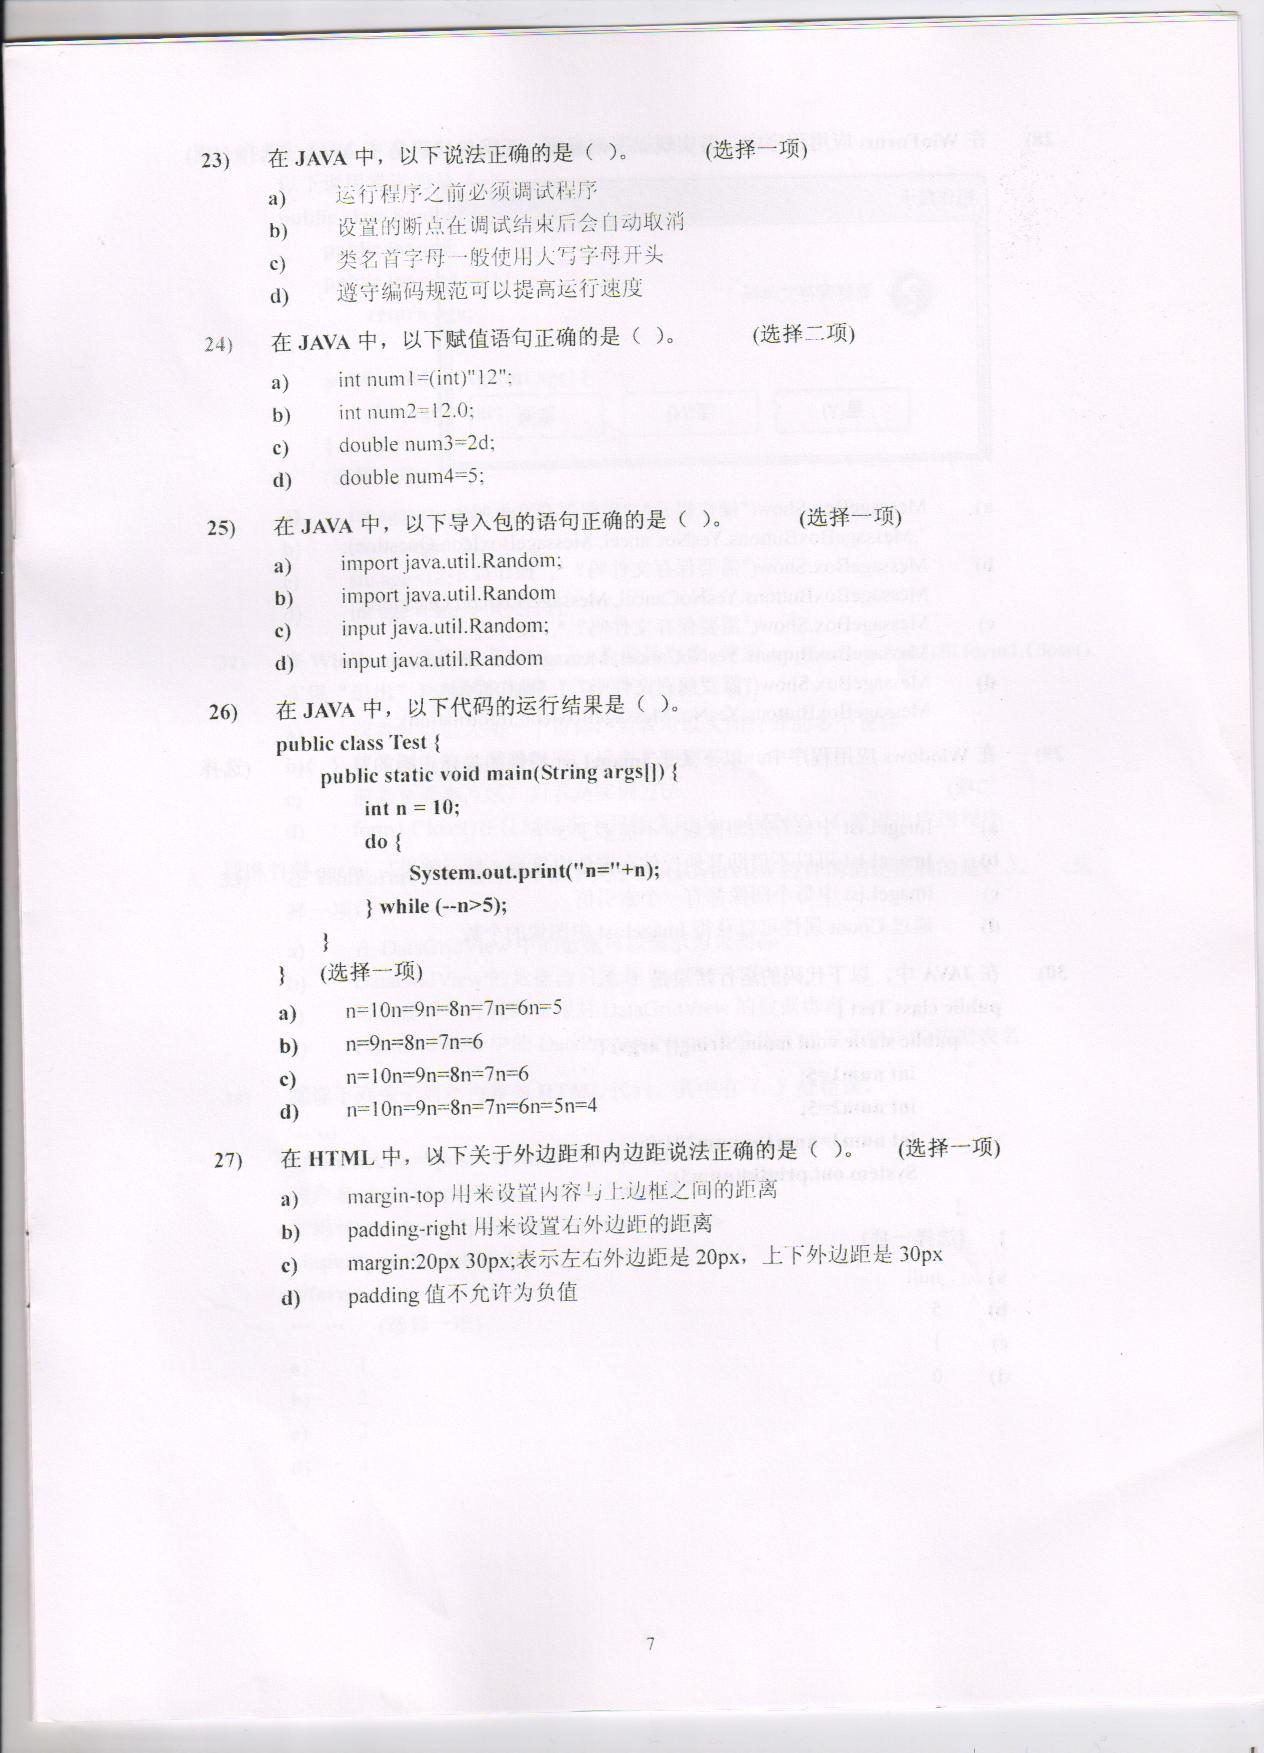 23) 在 JAVA 中，以下说法正确的是（ ）。 (选择一项)
a) 运行程序之前必须调试程序
b) 设置的断点在调试结束后会自动取消
c) 类名首字母一般使用大写字母开头
d) 遵守编码规范可以提高运行速度
24) 在 JAVA 中，以下赋值语句正确的是（ ）。 (选择二项)
a) int num1=(int)"12";
b) int num2=12.0;
c) double num3=2d;
d) double num4=5;
25) 在 JAVA 中，以下导入包的语句正确的是（ ）。 (选择一项)
a) import java.util.Random;
b) import java.util.Random
c) input java.util.Random;
d) input java.util.Random
26) 在 JAVA 中，以下代码的运行结果是（ ）。
public class Test {
public static void main(String args[]) {
int n = 10;
do {
System.out.print("n="+n);
} while (--n>5);
}
} (选择一项)
a) n=10n=9n=8n=7n=6n=5
b) n=9n=8n=7n=6
c) n=10n=9n=8n=7n=6
d) n=10n=9n=8n=7n=6n=5n=4
27) 在 HTML 中，以下关于外边距和内边距说法正确的是（ ）。 (选择一项)
a) margin-top 用来设置内容与上边框之间的距离
b) padding-right 用来设置右外边距的距离
c) margin:20px 30px;表示左右外边距是 20px，上下外边距是 30px
d) padding 值不允许为负值
7